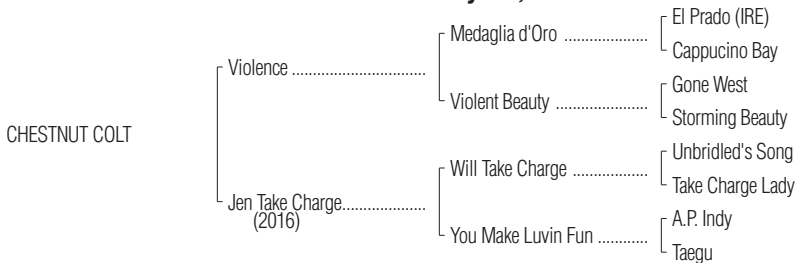 El Prado (IRE)
Medaglia d'Oro ....................
Cappucino Bay
Violence ................................
Gone West
Violent Beauty ......................
Storming Beauty
CHESTNUT COLT
Unbridled's Song
Will Take Charge ..................
Take Charge Lady
Jen Take Charge....................
(2016)
A.P. Indy
You Make Luvin Fun ............
Taegu